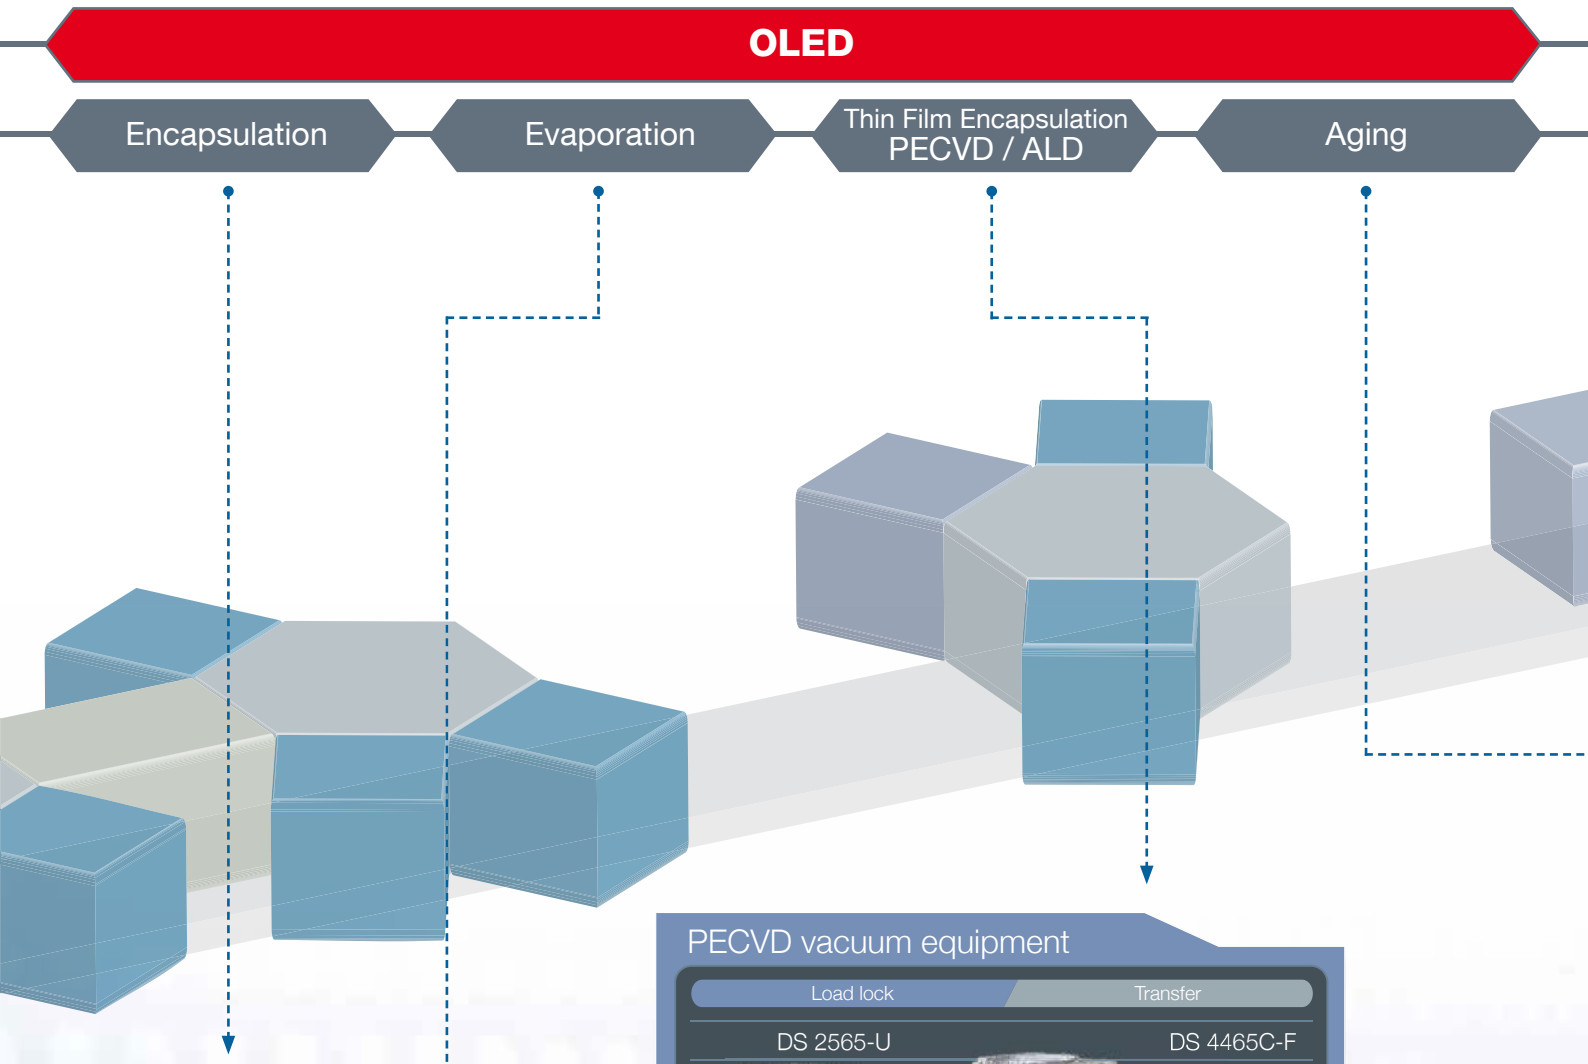 OLED
Encapsulation
Evaporation
Thin Film Encapsulation
PECVD / ALD
Aging
PECVD vacuum equipment
Load lock
Transfer
DS 2565-U
DS 4465C-F